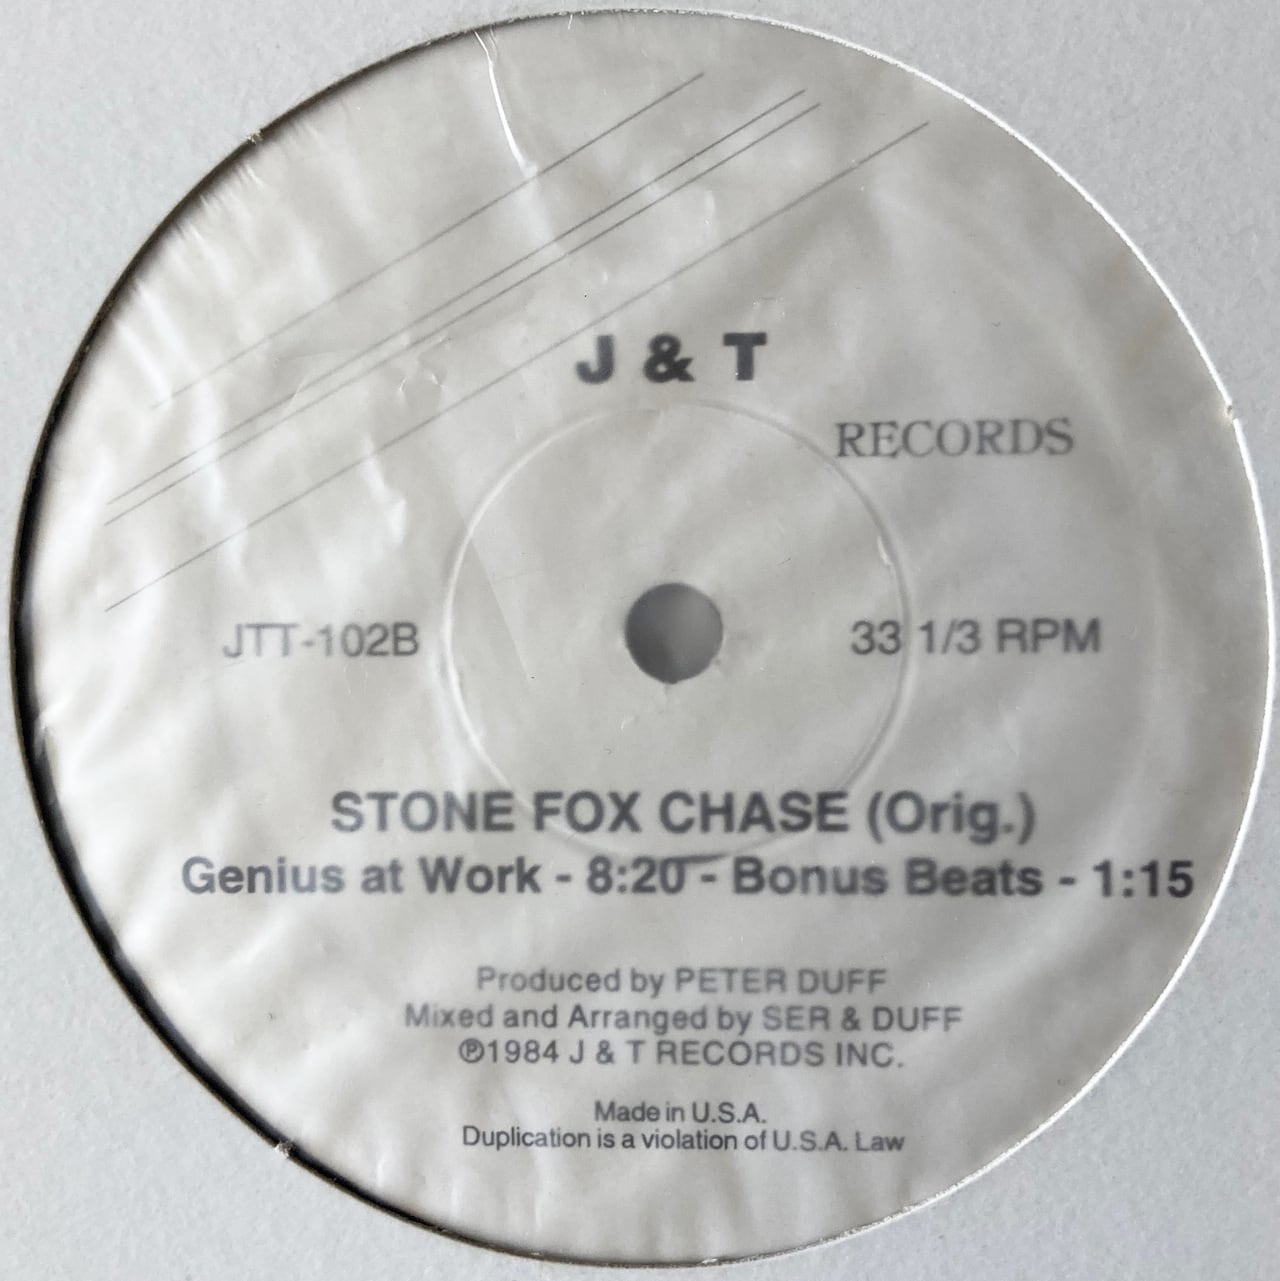 J & T
RECORDS
JTT-102B
33 1/3 RPM
STONE FOX CHASE (Orig.)
Genius at Work - 8:20 - Bonus Beats - 1:15
Produced by PETER DUFF
Mixed and Arranged by SER & DUFF
℗1984 J & T RECORDS INC.
Made in U.S.A.
Duplication is a violation of U.S.A. Law